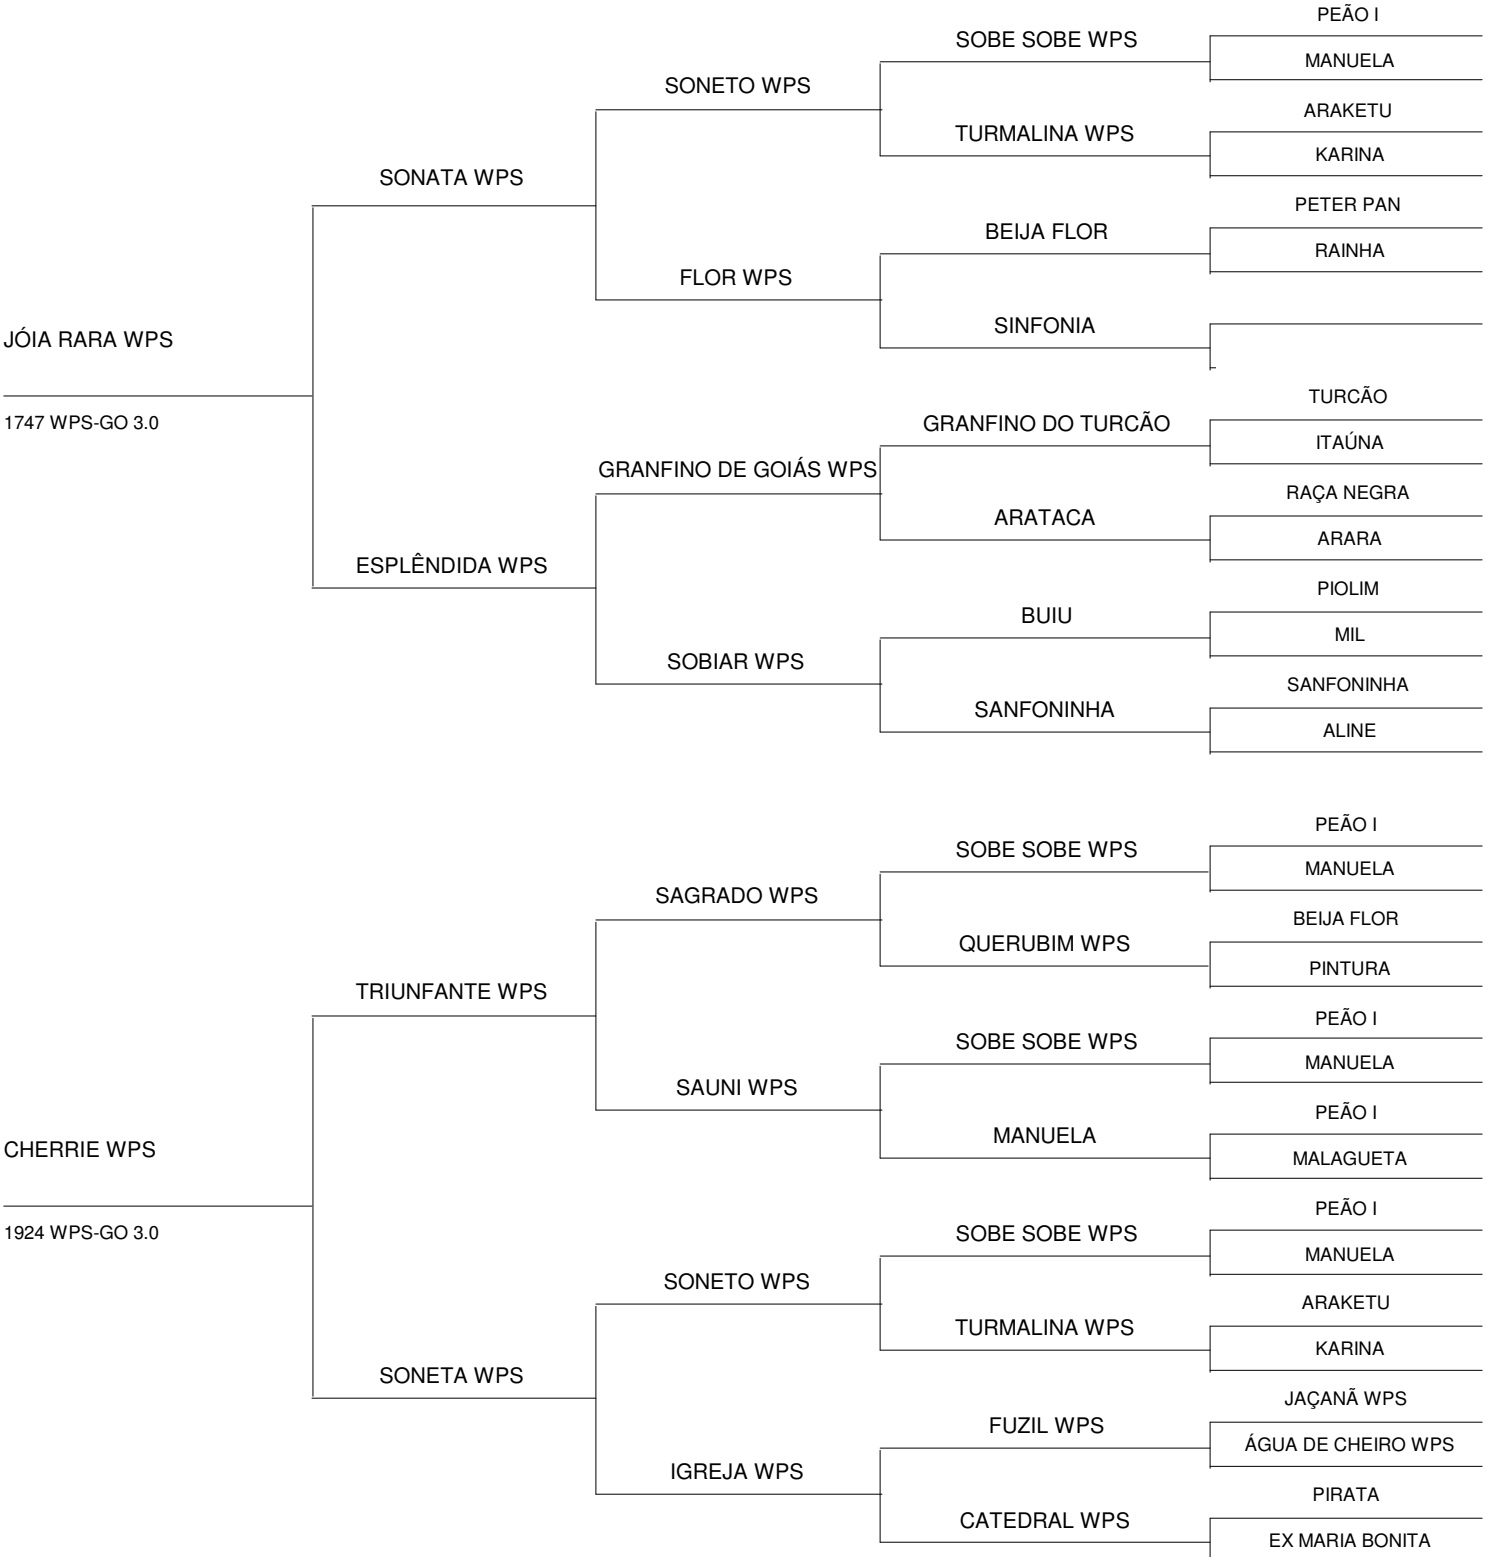 PEÃO I
SOBE SOBE WPS
MANUELA
SONETO WPS
ARAKETU
TURMALINA WPS
KARINA
SONATA WPS
PETER PAN
BEIJA FLOR
RAINHA
FLOR WPS
SINFONIA
JÓIA RARA WPS
TURCÃO
1747 WPS-GO 3.0
GRANFINO DO TURCÃO
ITAÚNA
GRANFINO DE GOIÁS WPS
RAÇA NEGRA
ARATACA
ARARA
ESPLÊNDIDA WPS
PIOLIM
BUIU
MIL
SOBIAR WPS
SANFONINHA
SANFONINHA
ALINE
PEÃO I
SOBE SOBE WPS
MANUELA
SAGRADO WPS
BEIJA FLOR
QUERUBIM WPS
PINTURA
TRIUNFANTE WPS
PEÃO I
SOBE SOBE WPS
MANUELA
SAUNI WPS
PEÃO I
MANUELA
CHERRIE WPS
MALAGUETA
PEÃO I
1924 WPS-GO 3.0
SOBE SOBE WPS
MANUELA
SONETO WPS
ARAKETU
TURMALINA WPS
KARINA
SONETA WPS
JAÇANÃ WPS
FUZIL WPS
ÁGUA DE CHEIRO WPS
IGREJA WPS
PIRATA
CATEDRAL WPS
EX MARIA BONITA